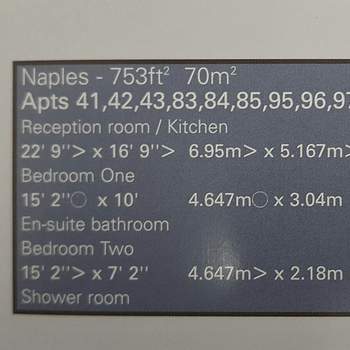 Naples - 753ft² 70m²
Apts 41,42,43,83,84,85,95,96,97
Reception room / Kitchen
22' 9''> x 16' 9''> 6.95m> x 5.167m>
Bedroom One
15' 2''○ x 10' 4.647m○ x 3.04m
En-suite bathroom
Bedroom Two
15' 2''> x 7' 2'' 4.647m> x 2.18m
Shower room